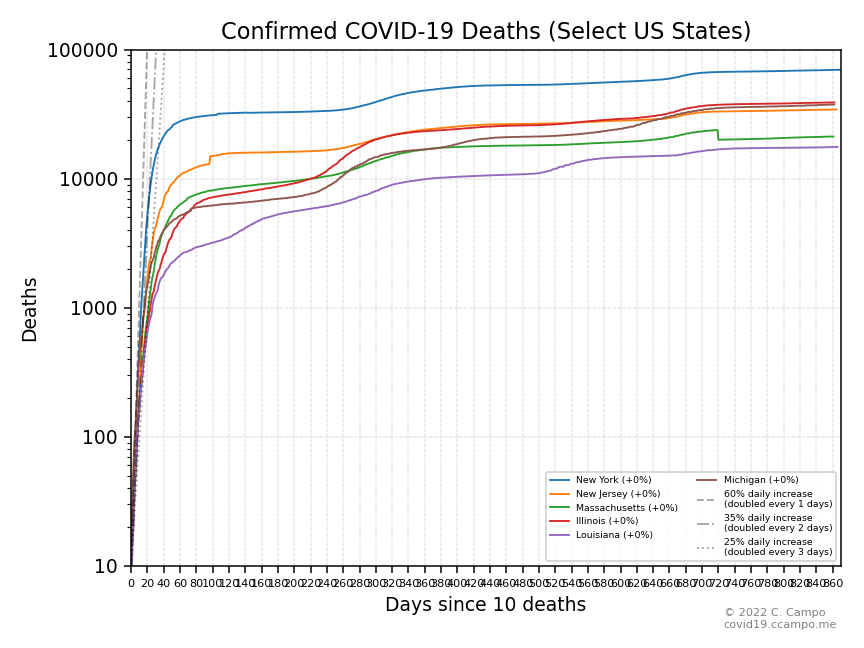 Confirmed COVID-19 Deaths (Select US States)
100000
10000
1000
100
10
Deaths
0 20 40 60 80 100 120 140 160 180 200 220 240 260 280 300 320 340 360 380 400 420 440 460 480 500 520 540 560 580 600 620 640 660 680 700 720 740 760 780 800 820 840 860
Days since 10 deaths
New York (+0%)
New Jersey (+0%)
Massachusetts (+0%)
Illinois (+0%)
Louisiana (+0%)
Michigan (+0%)
60% daily increase
(doubled every 1 days)
35% daily increase
(doubled every 2 days)
25% daily increase
(doubled every 3 days)
© 2022 C. Campo
covid19.ccampo.me